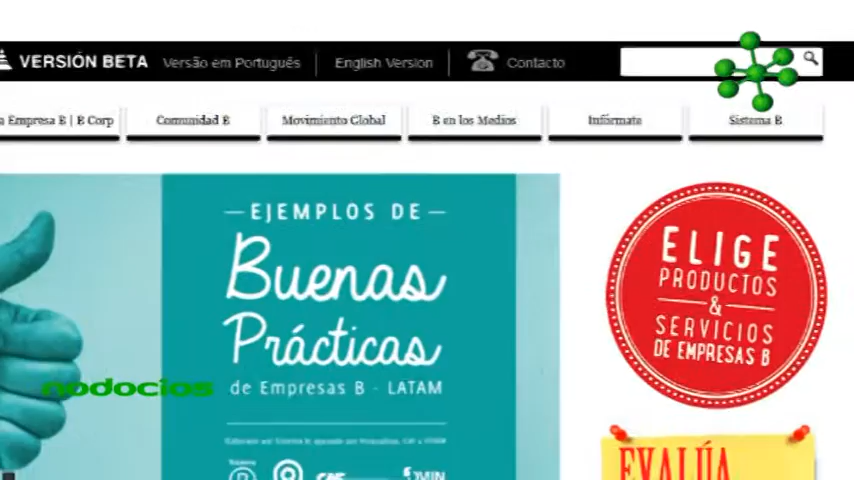 VERSIÓN BETA
Versão em Português
English Version
Contacto
a Empresa B | B Corp
Comunidad B
Movimiento Global
B en los Medios
Infórmate
Sistema B
—EJEMPLOS DE—
Buenas
Prácticas
de Empresas B - LATAM
ELIGE
PRODUCTOS
&
SERVICIOS
DE EMPRESAS B
nodocios
EVALÚA
CAF